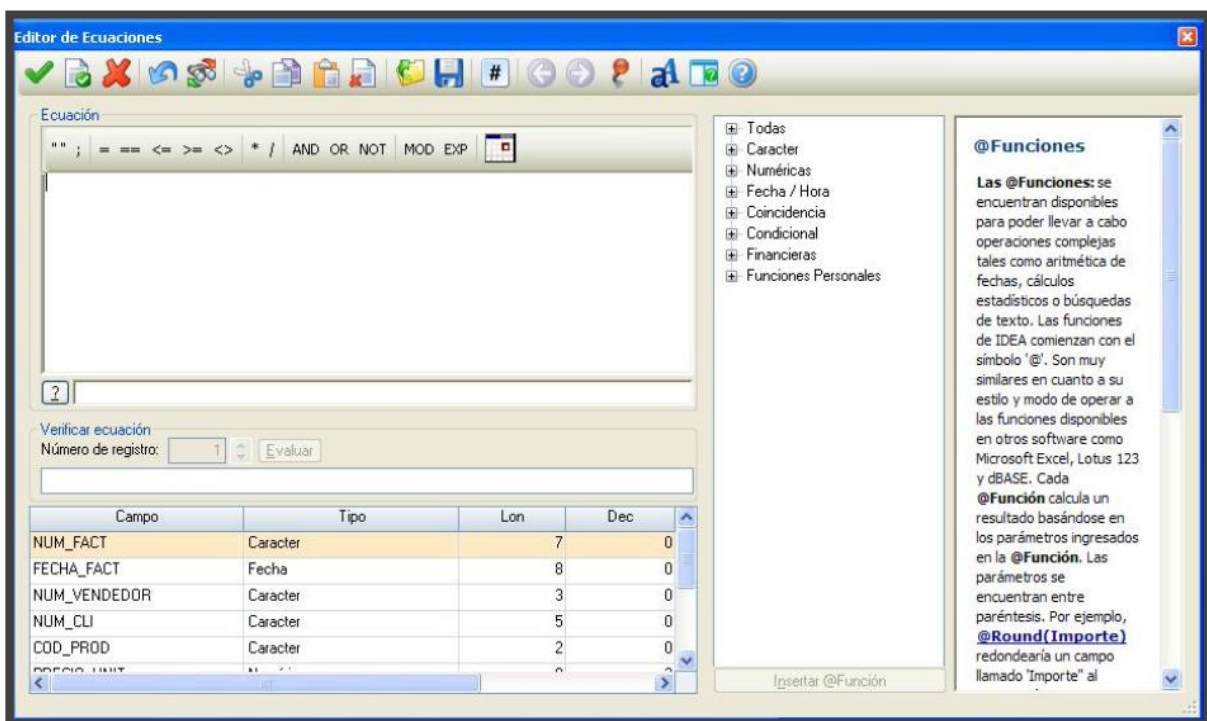 Editor de Ecuaciones
#
Ecuación
" " ; = == <= >= <> * / AND OR NOT MOD EXP
?
Verificar ecuación
Número de registro: 1 Evaluar
Campo Tipo Lon Dec
NUM_FACT Caracter 7 0
FECHA_FACT Fecha 8 0
NUM_VENDEDOR Caracter 3 0
NUM_CLI Caracter 5 0
COD_PROD Caracter 2 0
Todas
Caracter
Numéricas
Fecha / Hora
Coincidencia
Condicional
Financieras
Funciones Personales
Insertar @Función
@Funciones
Las @Funciones: se
encuentran disponibles
para poder llevar a cabo
operaciones complejas
tales como aritmética de
fechas, cálculos
estadísticos o búsquedas
de texto. Las funciones
de IDEA comienzan con el
símbolo '@'. Son muy
similares en cuanto a su
estilo y modo de operar a
las funciones disponibles
en otros software como
Microsoft Excel, Lotus 123
y dBASE. Cada
@Función calcula un
resultado basándose en
los parámetros ingresados
en la @Función. Las
parámetros se
encuentran entre
paréntesis. Por ejemplo,
@Round(Importe)
redondearía un campo
llamado 'Importe" al